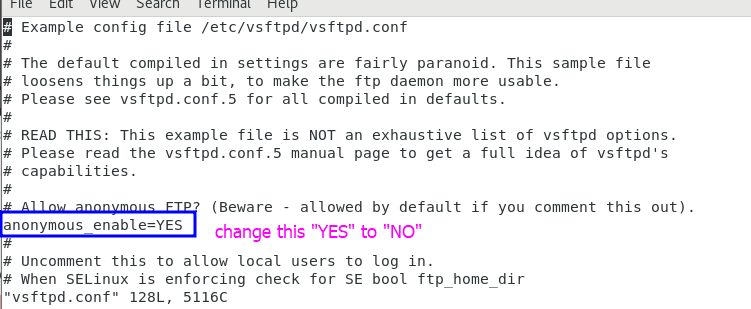 File Edit View Search Terminal Help
# Example config file /etc/vsftpd/vsftpd.conf
#
# The default compiled in settings are fairly paranoid. This sample file
# loosens things up a bit, to make the ftp daemon more usable.
# Please see vsftpd.conf.5 for all compiled in defaults.
#
# READ THIS: This example file is NOT an exhaustive list of vsftpd options.
# Please read the vsftpd.conf.5 manual page to get a full idea of vsftpd's
# capabilities.
#
# Allow anonymous FTP? (Beware - allowed by default if you comment this out).
anonymous_enable=YES
change this "YES" to "NO"
#
# Uncomment this to allow local users to log in.
# When SELinux is enforcing check for SE bool ftp_home_dir
"vsftpd.conf" 128L, 5116C